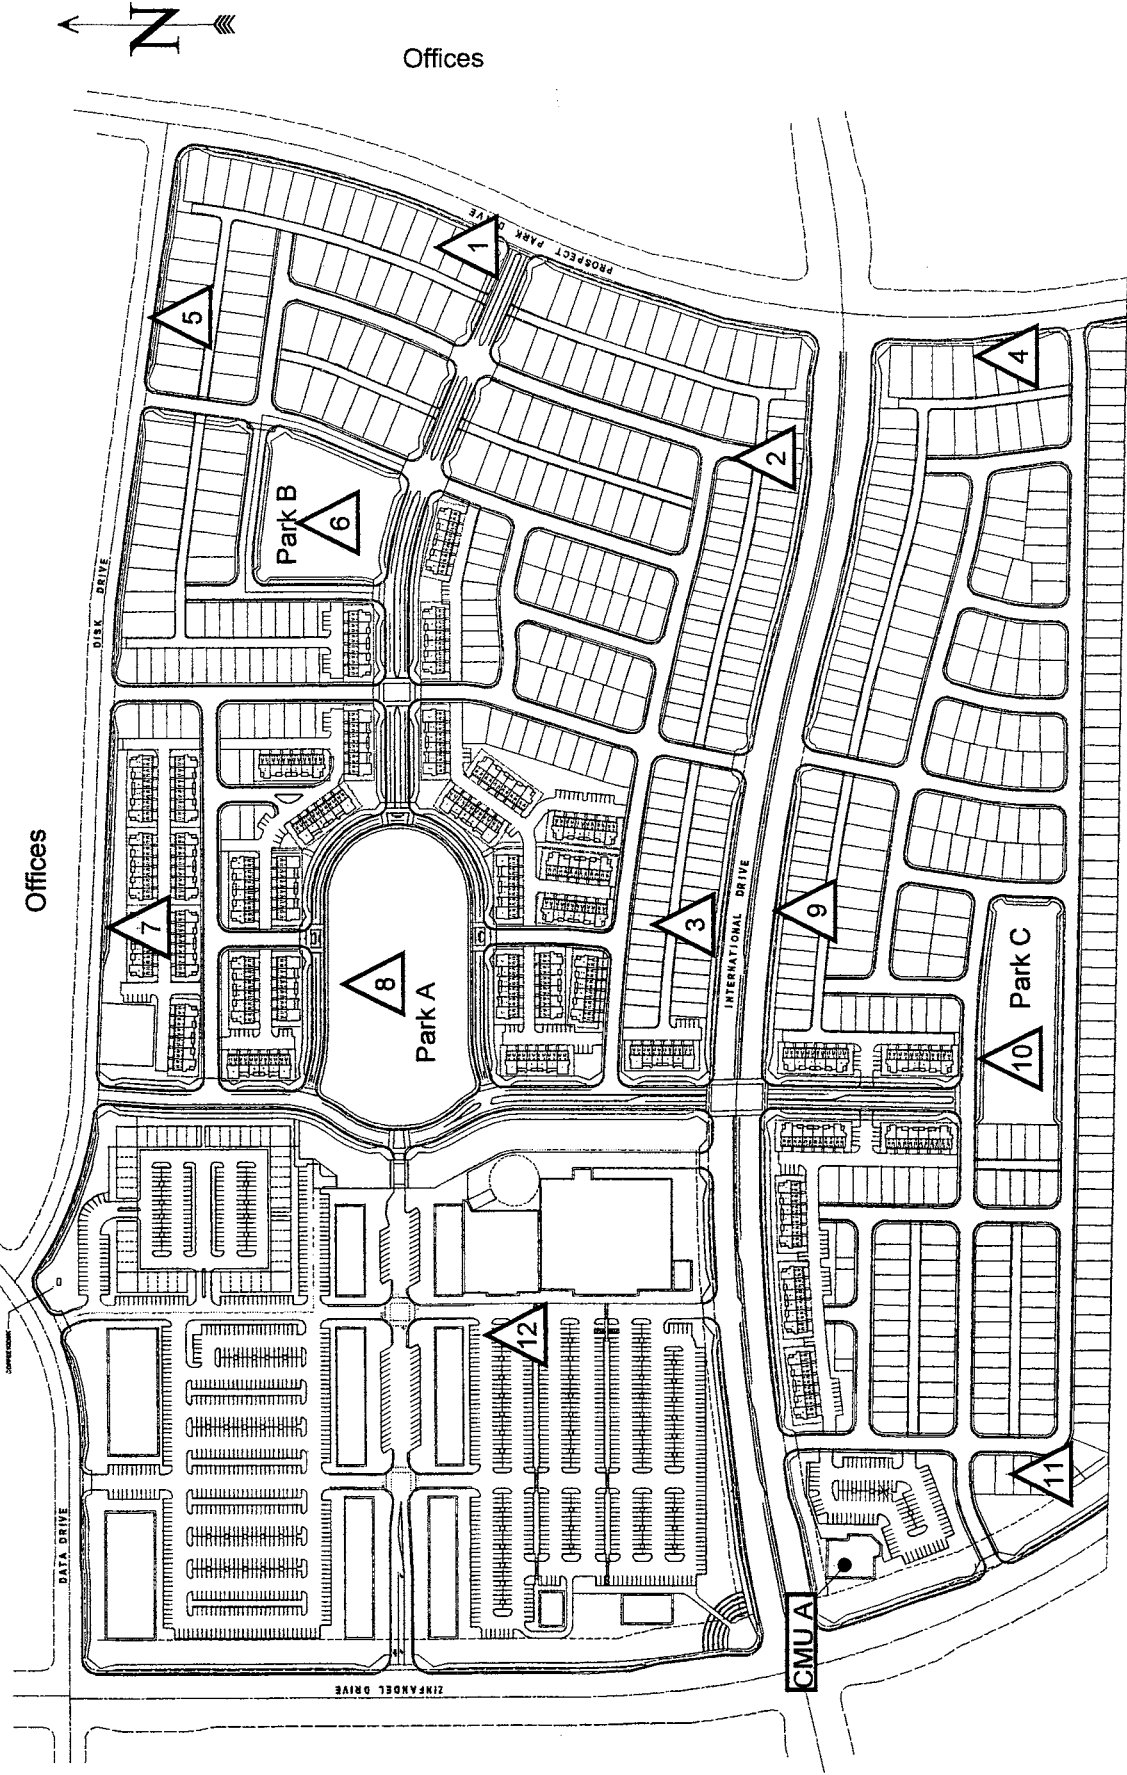 N
Offices
Offices
DISK DRIVE
DATA DRIVE
PROSPECT PARK DRIVE
INTERNATIONAL DRIVE
ZINFANDEL DRIVE
Park B
Park A
Park C
CMU A
1
2
3
4
5
6
7
8
9
10
11
12